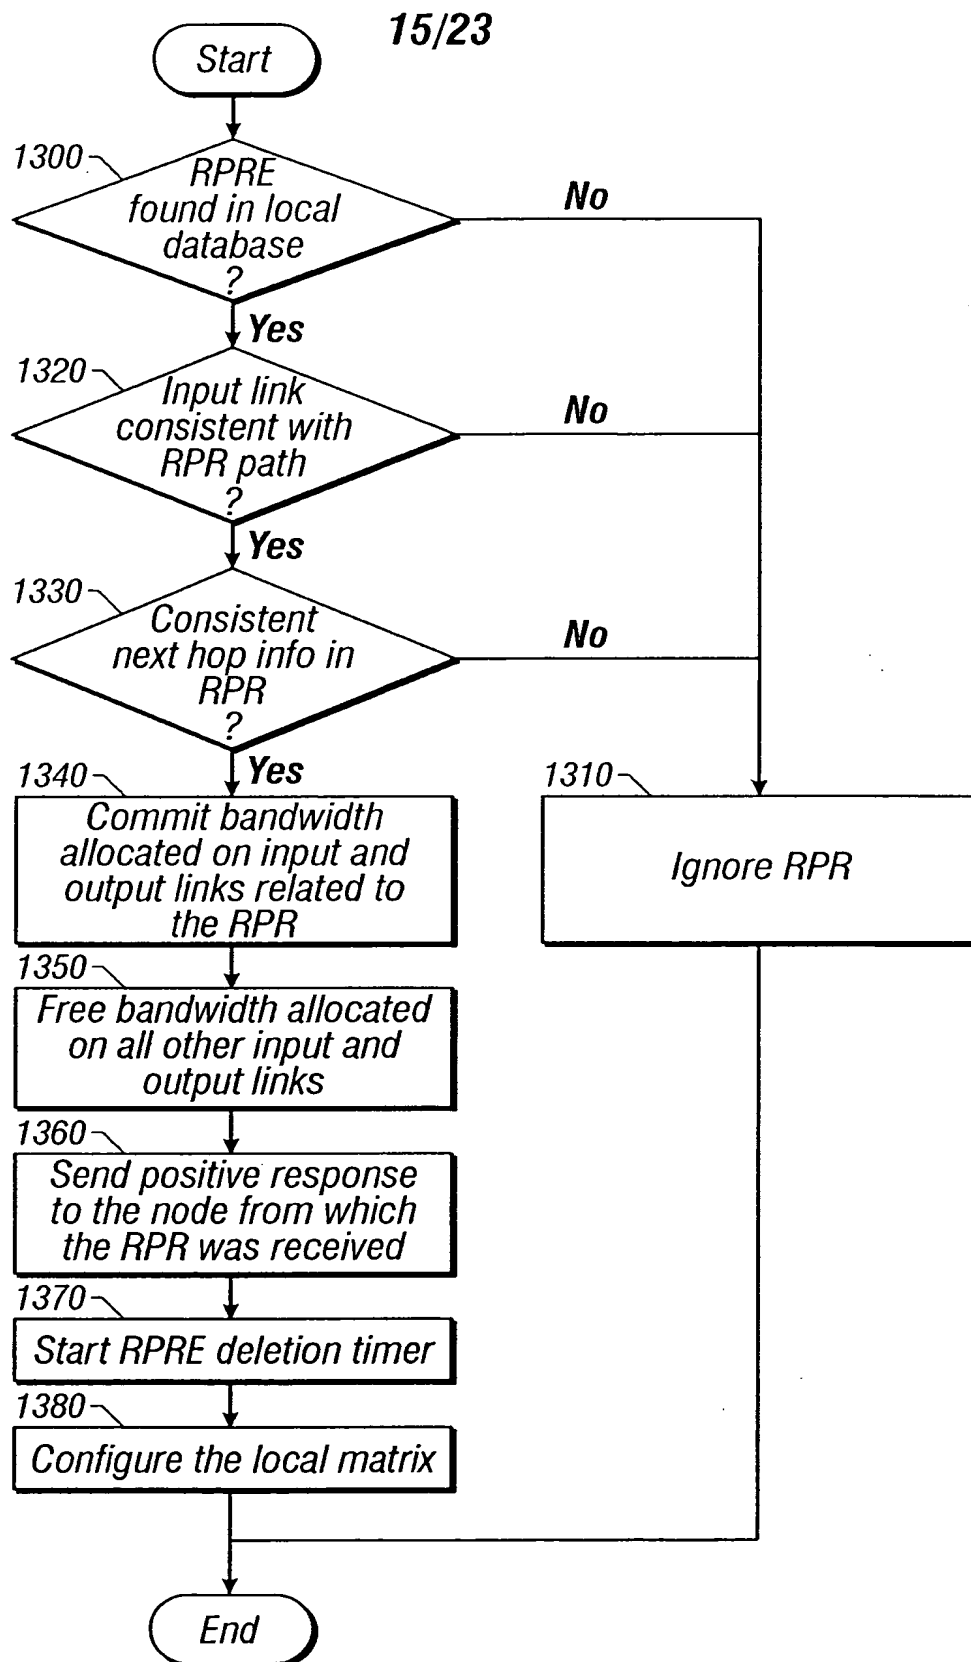 15/23
Start
1300
RPRE
found in local
database
?
No
Yes
1320
Input link
consistent with
RPR path
?
No
Yes
1330
Consistent
next hop info in
RPR
?
No
Yes
1340
Commit bandwidth
allocated on input and
output links related to
the RPR
1310
Ignore RPR
1350
Free bandwidth allocated
on all other input and
output links
1360
Send positive response
to the node from which
the RPR was received
1370
Start RPRE deletion timer
1380
Configure the local matrix
End